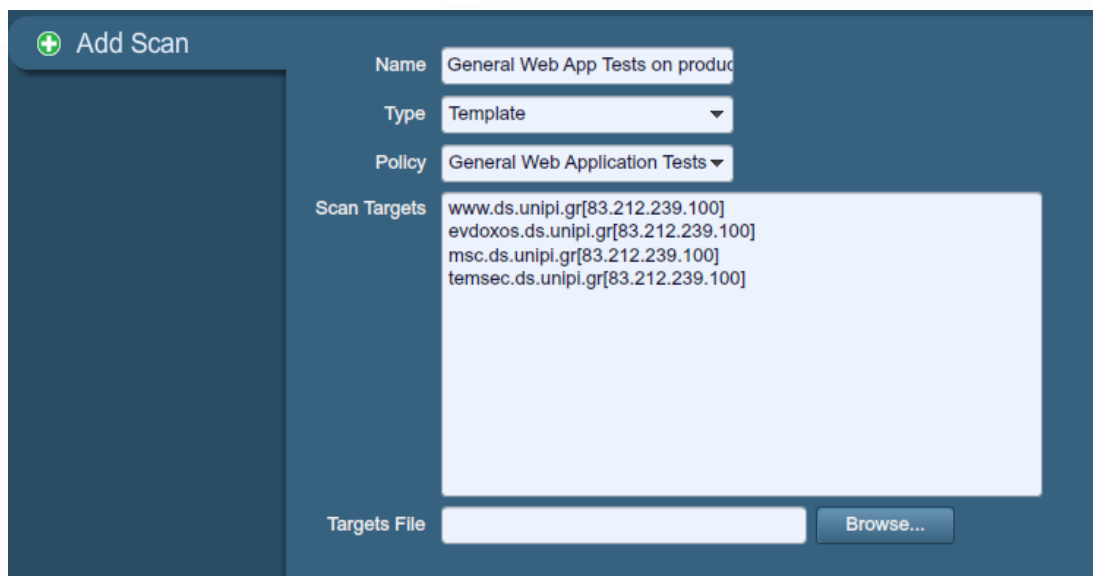 Add Scan
Name General Web App Tests on produc
Type Template
Policy General Web Application Tests
Scan Targets www.ds.unipi.gr[83.212.239.100]
evdoxos.ds.unipi.gr[83.212.239.100]
msc.ds.unipi.gr[83.212.239.100]
temsec.ds.unipi.gr[83.212.239.100]
Targets File Browse...